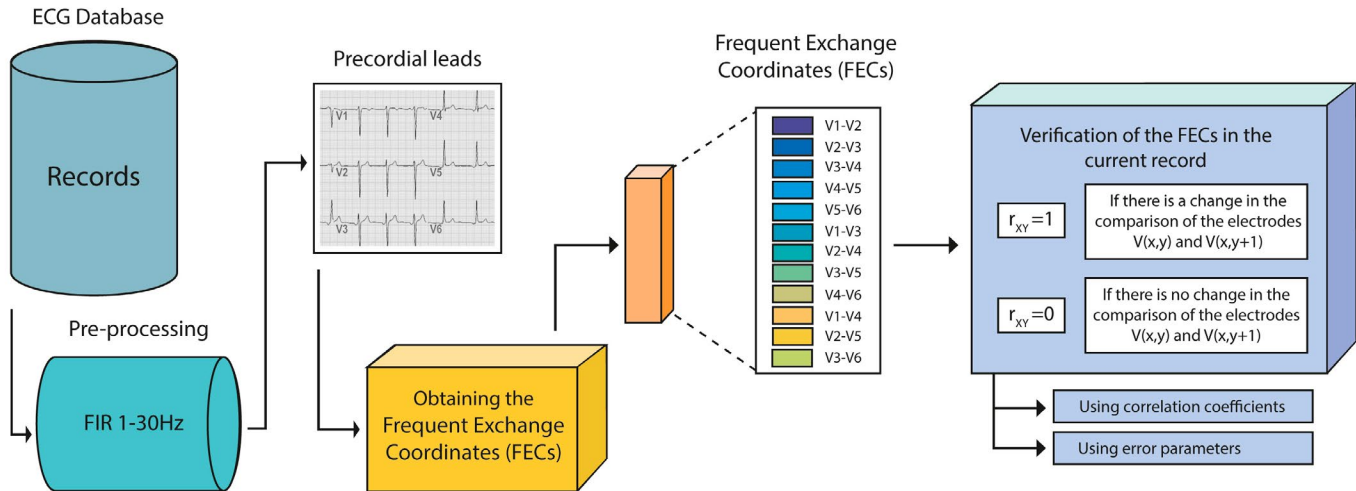 ECG Database
Records
Pre-processing
FIR 1-30Hz
Precordial leads
V1 V4
V2 V5
V3 V6
Obtaining the
Frequent Exchange
Coordinates (FECs)
Frequent Exchange
Coordinates (FECs)
V1-V2
V2-V3
V3-V4
V4-V5
V5-V6
V1-V3
V2-V4
V3-V5
V4-V6
V1-V4
V2-V5
V3-V6
Verification of the FECs in the
current record
rXY=1
If there is a change in the
comparison of the electrodes
V(x,y) and V(x,y+1)
rXY=0
If there is no change in the
comparison of the electrodes
V(x,y) and V(x,y+1)
Using correlation coefficients
Using error parameters